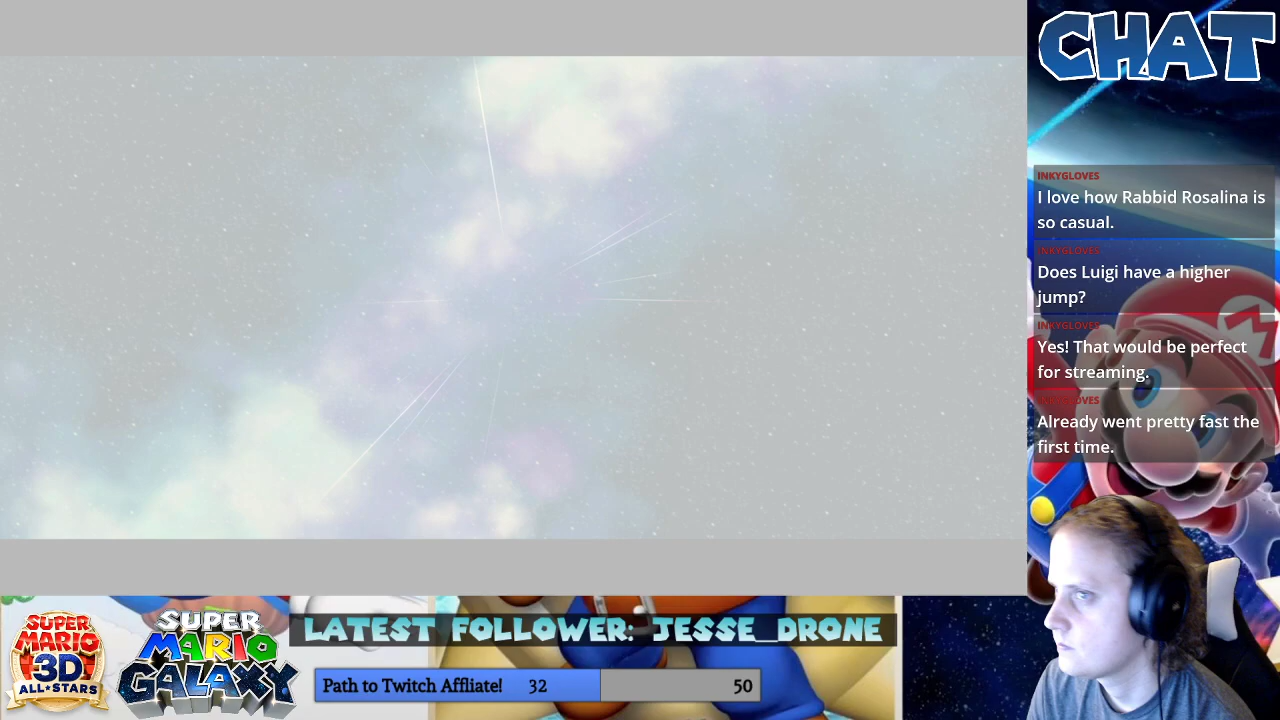 CHAT
INKYGLOVES
I love how Rabbid Rosalina is
so casual.
INKYGLOVES
Does Luigi have a higher
jump?
INKYGLOVES
Yes! That would be perfect
for streaming.
INKYGLOVES
Already went pretty fast the
first time.
SUPER
MARIO
3D
ALL★STARS
SUPER
MARIO
GALAXY
LATEST FOLLOWER: JESSE_DRONE
Path to Twitch Affliate! 32 50